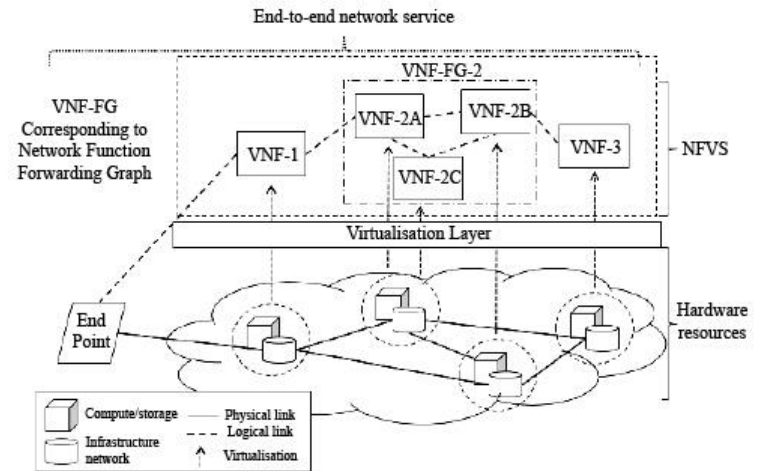 End-to-end network service
VNF-FG-2
VNF-FG
Corresponding to
Network Function
Forwarding Graph
VNF-1
VNF-2A
VNF-2B
VNF-2C
VNF-3
NFVS
Virtualisation Layer
End
Point
Hardware
resources
Compute/storage
Infrastructure
network
Physical link
Logical link
Virtualisation